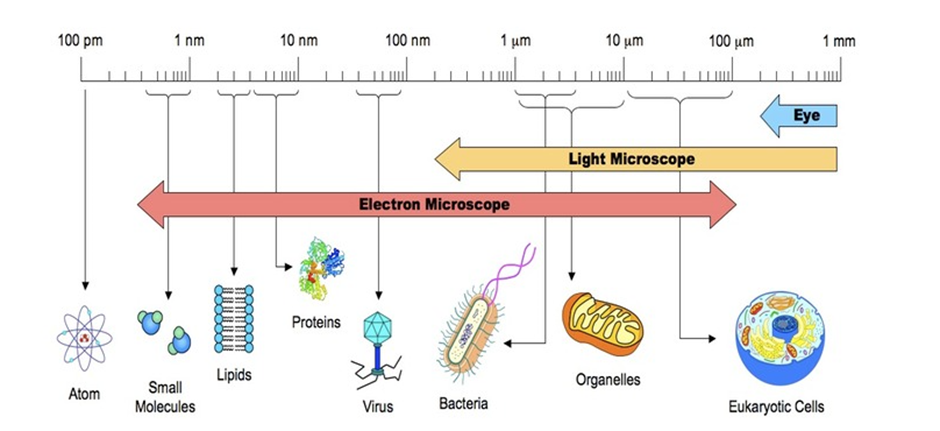 100 pm 1 nm 10 nm 100 nm 1 μm 10 μm 100 μm 1 mm
Eye
Light Microscope
Electron Microscope
Atom
Small
Molecules
Lipids
Proteins
Virus
Bacteria
Organelles
Eukaryotic Cells